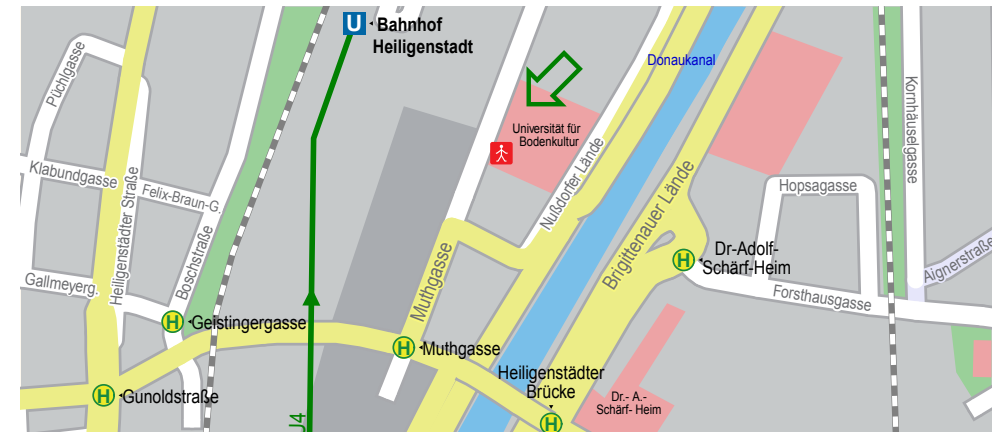 U
Bahnhof
Heiligenstadt
Donaukanal
Püchlgasse
Kornhäuselgasse
Universität für
Bodenkultur
Klabundgasse
Felix-Braun-G.
Heiligenstädter Straße
Nußdorfer Lände
Hopsagasse
Brigittenauer Lände
Boschstraße
Dr-Adolf-
Schärf-Heim
H
Aignerstraße
Gallmeyerg.
Muthgasse
Forsthausgasse
H
Geistingergasse
H
Muthgasse
Heiligenstädter
Brücke
H
H
Gunoldstraße
Dr.- A.-
Schärf- Heim
U4